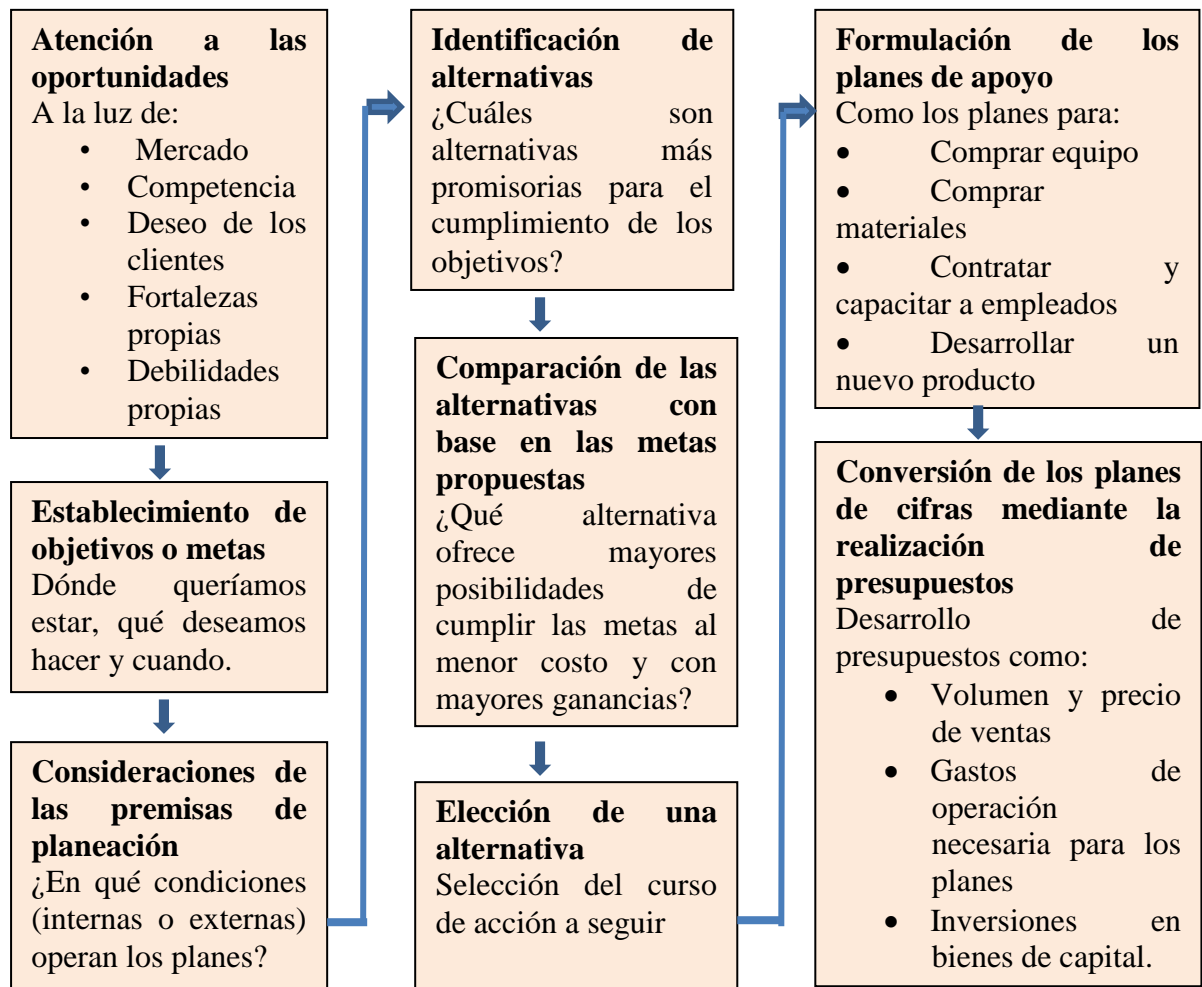 Atención a las
oportunidades
A la luz de:
• Mercado
• Competencia
• Deseo de los
clientes
• Fortalezas
propias
• Debilidades
propias
Establecimiento de
objetivos o metas
Dónde queríamos
estar, qué deseamos
hacer y cuando.
Consideraciones de
las premisas de
planeación
¿En qué condiciones
(internas o externas)
operan los planes?
Identificación de
alternativas
¿Cuáles son
alternativas más
promisorias para el
cumplimiento de los
objetivos?
Comparación de las
alternativas con
base en las metas
propuestas
¿Qué alternativa
ofrece mayores
posibilidades de
cumplir las metas al
menor costo y con
mayores ganancias?
Elección de una
alternativa
Selección del curso
de acción a seguir
Formulación de los
planes de apoyo
Como los planes para:
• Comprar equipo
• Comprar
materiales
• Contratar y
capacitar a empleados
• Desarrollar un
nuevo producto
Conversión de los planes
de cifras mediante la
realización de
presupuestos
Desarrollo de
presupuestos como:
• Volumen y precio
de ventas
• Gastos de
operación
necesaria para los
planes
• Inversiones en
bienes de capital.